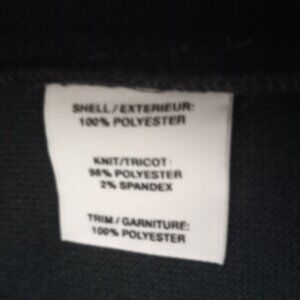 SHELL/EXTERIEUR:
100% POLYESTER
KNIT/TRICOT:
98% POLYESTER
2% SPANDEX
TRIM/GARNITURE:
100% POLYESTER